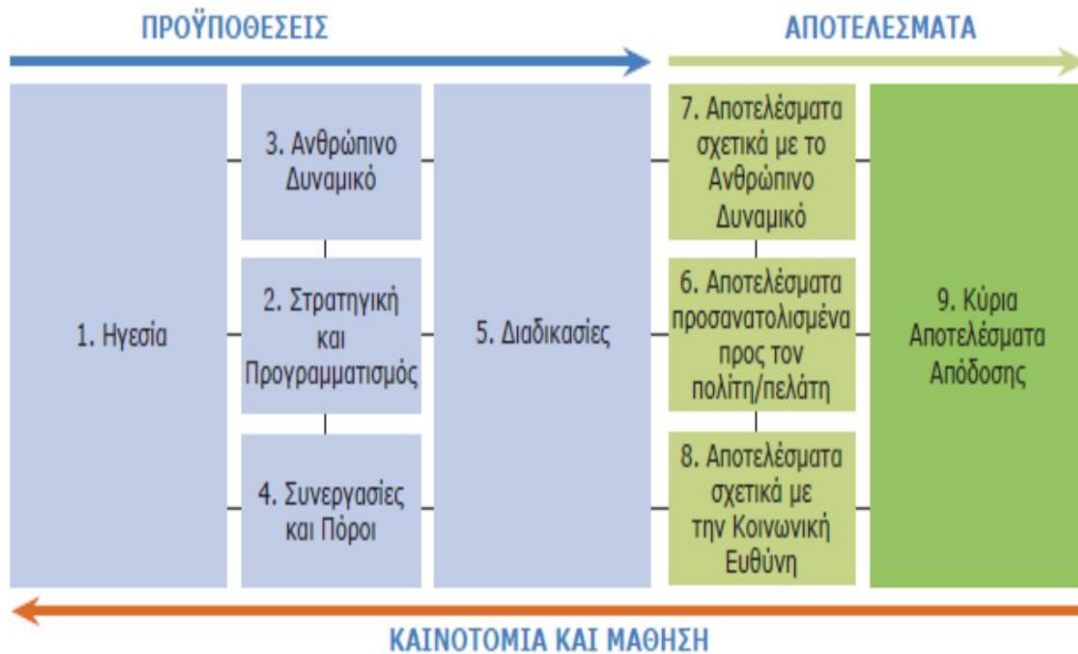 ΠΡΟΫΠΟΘΕΣΕΙΣ
ΑΠΟΤΕΛΕΣΜΑΤΑ
1. Ηγεσία
3. Ανθρώπινο
Δυναμικό
2. Στρατηγική
και
Προγραμματισμός
4. Συνεργασίες
και Πόροι
5. Διαδικασίες
7. Αποτελέσματα
σχετικά με το
Ανθρώπινο
Δυναμικό
6. Αποτελέσματα
προσανατολισμένα
προς τον
πολίτη/πελάτη
8. Αποτελέσματα
σχετικά με
την Κοινωνική
Ευθύνη
9. Κύρια
Αποτελέσματα
Απόδοσης
ΚΑΙΝΟΤΟΜΙΑ ΚΑΙ ΜΑΘΗΣΗ